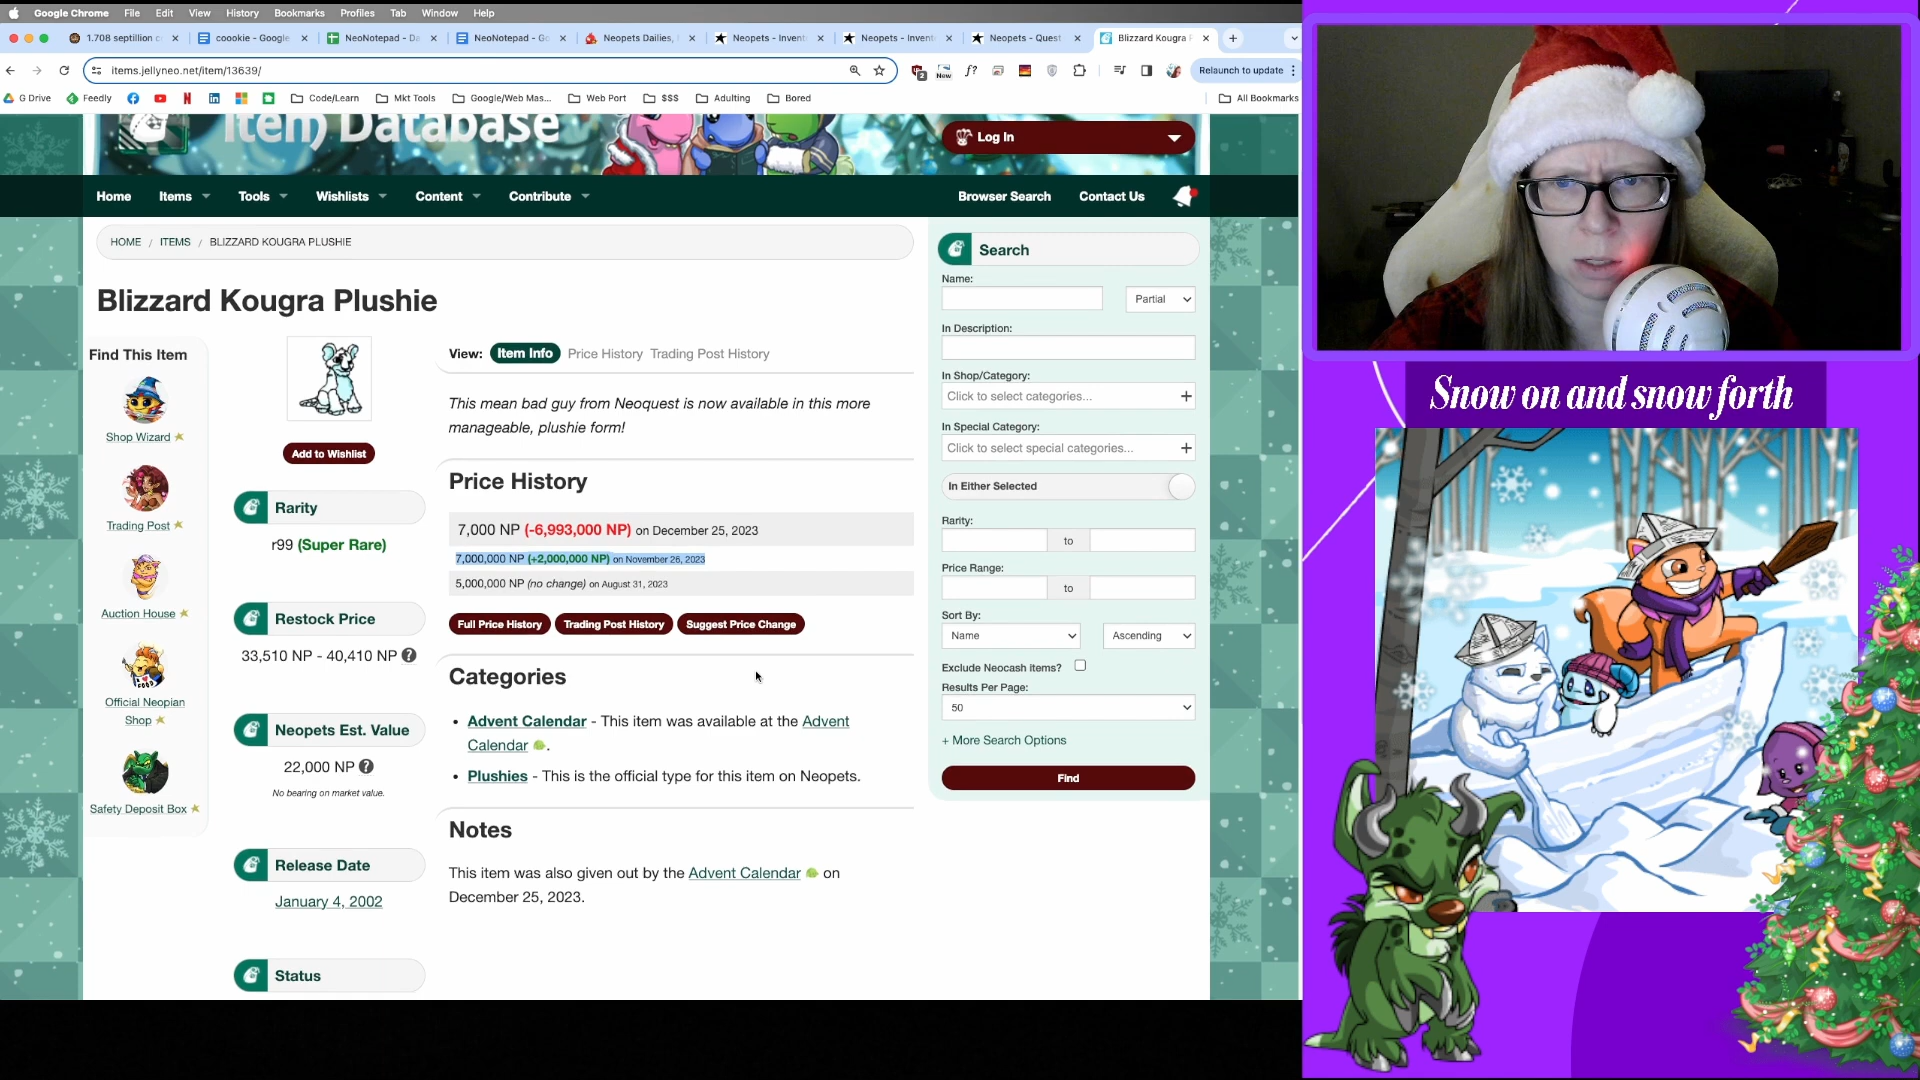 Google Chrome File Edit View History Bookmarks Profiles Tab Window Help
1.70B septillion c
coookie - Google
NeoNotepad - Da
NeoNotepad - Go
Neopets Dailies,
Neopets - Invent
Neopets - Invent
Neopets - Quest
Blizzard Kougra P
items.jellyneo.net/item/13639/
New
f?
2
Relaunch to update
G Drive Feedly Code/Learn Mkt Tools Google/Web Mas... Web Port $$$ Adulting Bored All Bookmarks
Item Database
Log In
Home Items Tools Wishlists Content Contribute Browser Search Contact Us
HOME / ITEMS / BLIZZARD KOUGRA PLUSHIE
Blizzard Kougra Plushie
Find This Item
Shop Wizard
Trading Post
Auction House
Official Neopian
Shop
Safety Deposit Box
Add to Wishlist
Rarity
r99 (Super Rare)
Restock Price
33,510 NP - 40,410 NP ?
Neopets Est. Value
22,000 NP ?
No bearing on market value.
Release Date
January 4, 2002
Status
View: Item Info Price History Trading Post History
This mean bad guy from Neoquest is now available in this more
manageable, plushie form!
Price History
7,000 NP (-6,993,000 NP) on December 25, 2023
7,000,000 NP (+2,000,000 NP) on November 26, 2023
5,000,000 NP (no change) on August 31, 2023
Full Price History Trading Post History Suggest Price Change
Categories
• Advent Calendar - This item was available at the Advent
Calendar .
• Plushies - This is the official type for this item on Neopets.
Notes
This item was also given out by the Advent Calendar on
December 25, 2023.
Search
Name:
Partial
In Description:
In Shop/Category:
Click to select categories... +
In Special Category:
Click to select special categories... +
In Either Selected
Rarity:
to
Price Range:
to
Sort By:
Name Ascending
Exclude Neocash items?
Results Per Page:
50
+ More Search Options
Find
Snow on and snow forth